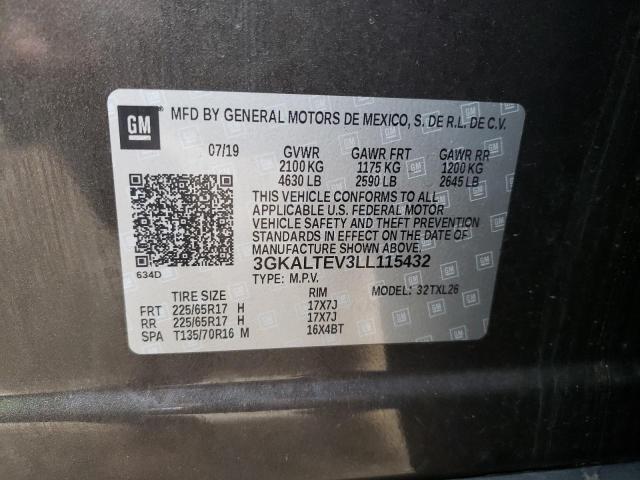 GM
MFD BY GENERAL MOTORS DE MEXICO, S. DE R.L. DE C.V.
07/19 GVWR GAWR FRT GAWR RR
2100 KG 1175 KG 1200 KG
4630 LB 2590 LB 2645 LB
THIS VEHICLE CONFORMS TO ALL
APPLICABLE U.S. FEDERAL MOTOR
VEHICLE SAFETY AND THEFT PREVENTION
STANDARDS IN EFFECT ON THE DATE OF
MANUFACTURE SHOWN ABOVE.
634D
3GKALTEV3LL115432
TYPE: M.P.V. MODEL: 32TXL26
TIRE SIZE RIM
FRT 225/65R17 H 17X7J
RR 225/65R17 H 17X7J
SPA T135/70R16 M 16X4BT